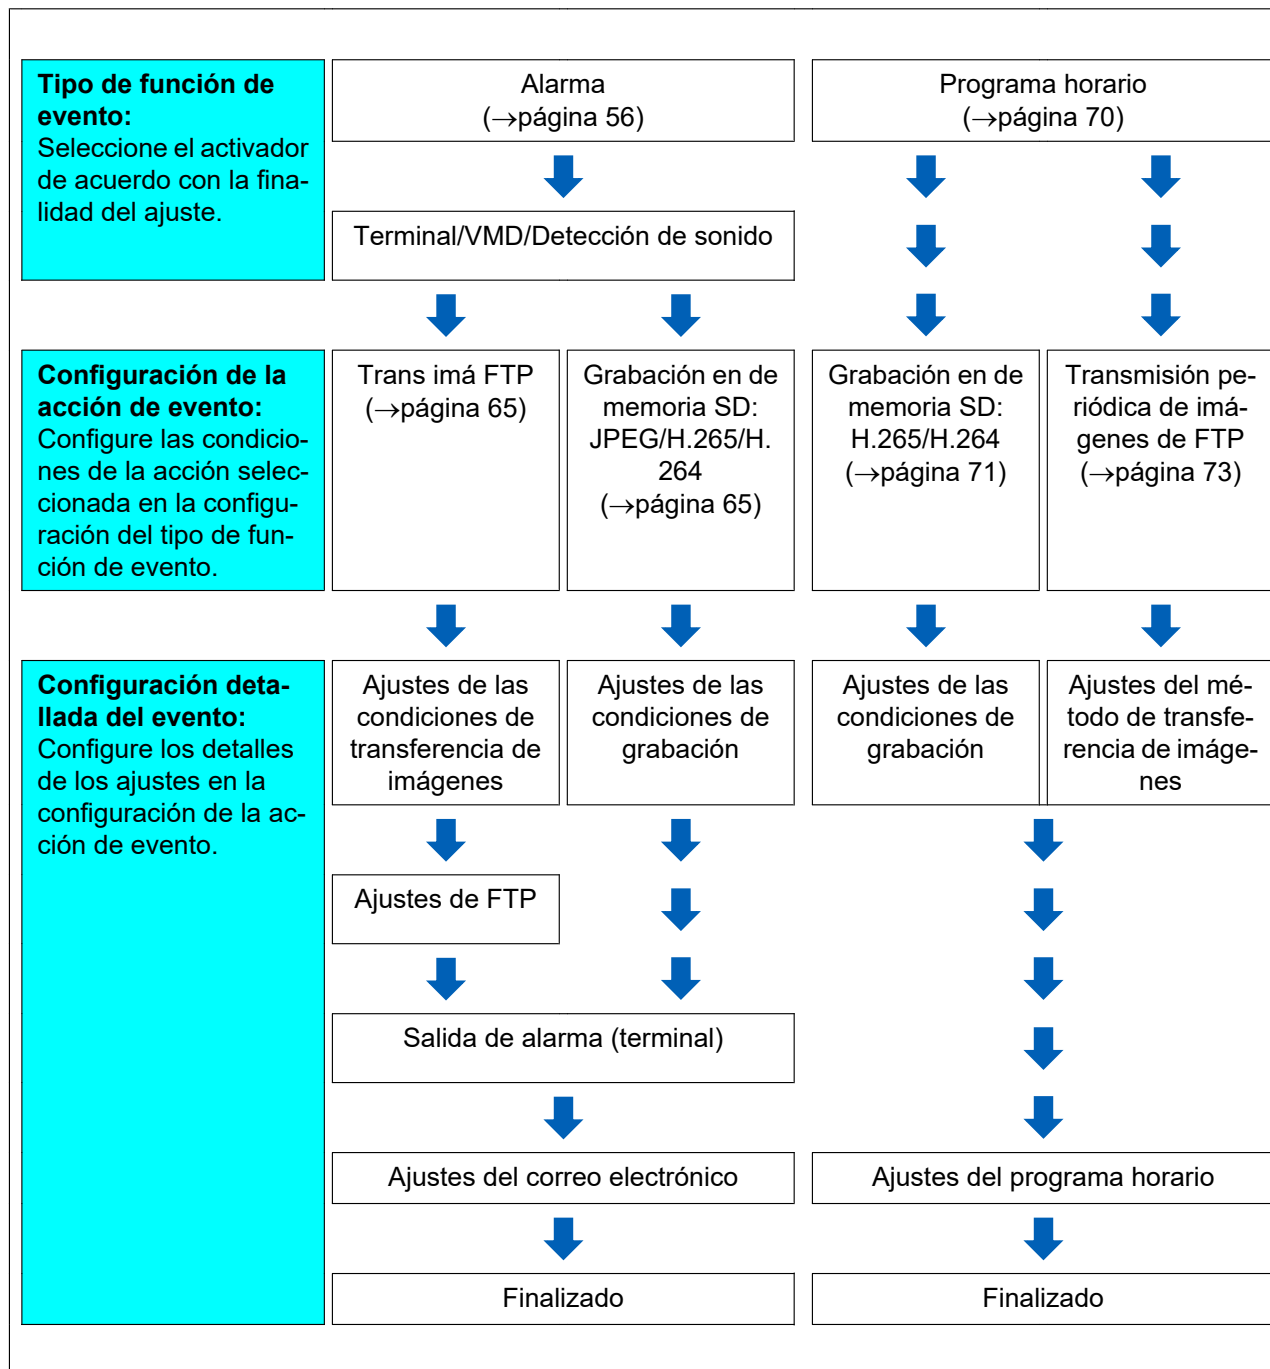 Tipo de función de
evento:
Seleccione el activador
de acuerdo con la fina-
lidad del ajuste.
Alarma
(→página 56)
Programa horario
(→página 70)
Terminal/VMD/Detección de sonido
Configuración de la
acción de evento:
Configure las condicio-
nes de la acción selec-
cionada en la configu-
ración del tipo de fun-
ción de evento.
Trans imá FTP
(→página 65)
Grabación en de
memoria SD:
JPEG/H.265/H.
264
(→página 65)
Grabación en de
memoria SD:
H.265/H.264
(→página 71)
Transmisión pe-
riódica de imá-
genes de FTP
(→página 73)
Configuración deta-
llada del evento:
Configure los detalles
de los ajustes en la
configuración de la ac-
ción de evento.
Ajustes de las
condiciones de
transferencia de
imágenes
Ajustes de las
condiciones de
grabación
Ajustes de las
condiciones de
grabación
Ajustes del mé-
todo de transfe-
rencia de imáge-
nes
Ajustes de FTP
Salida de alarma (terminal)
Ajustes del correo electrónico
Ajustes del programa horario
Finalizado
Finalizado